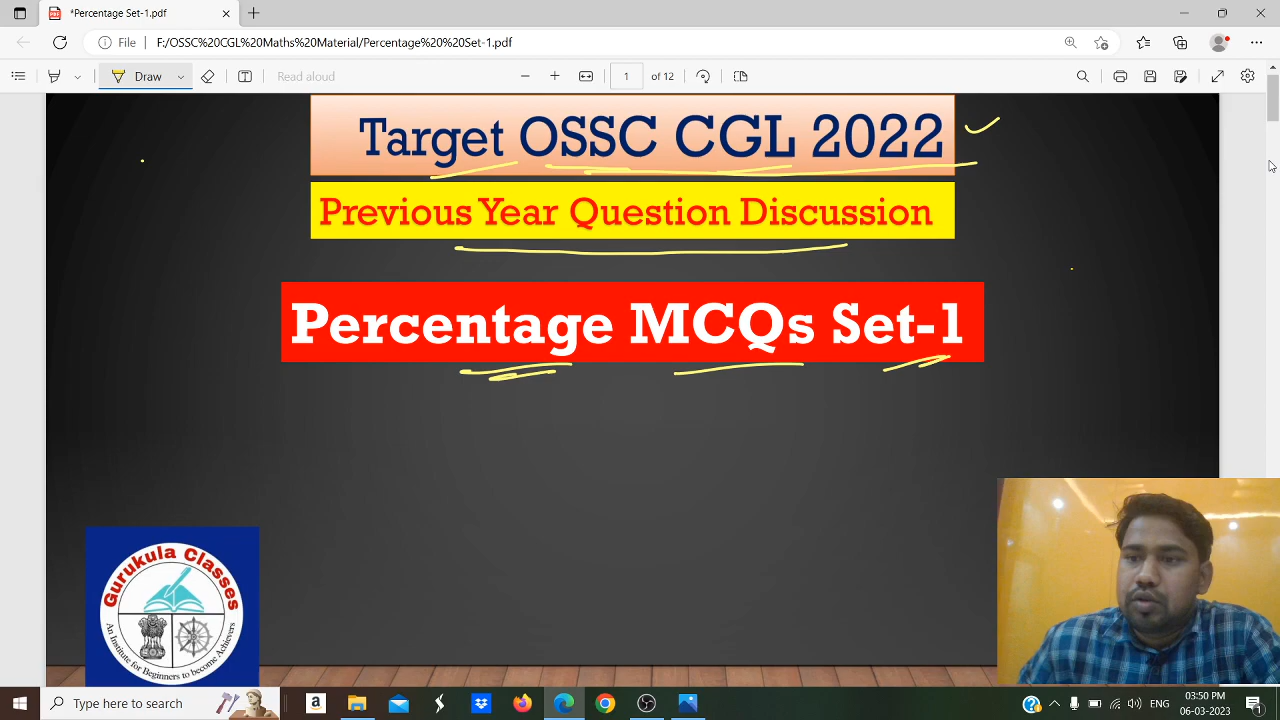 *Percentage Set-1.pdf
File
F:/OSSC%20CGL%20Maths%20Material/Percentage%20%20Set-1.pdf
Draw
Read aloud
1 of 12
Target OSSC CGL 2022
Previous Year Question Discussion
Percentage MCQs Set-1
Gurukula Classes
An Institute for Beginners to become Achievers
Type here to search
ENG
03:50 PM
06-03-2023